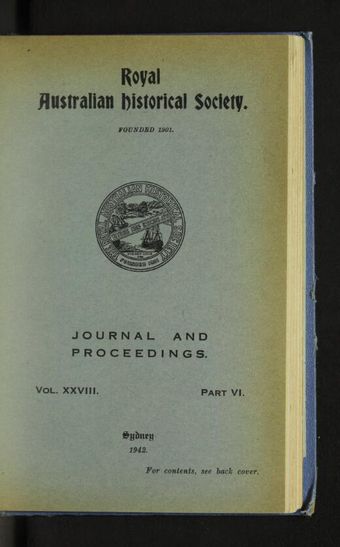 Royal
Australian Historical Society.
FOUNDED 1901.
JOURNAL AND
PROCEEDINGS.
VOL. XXVIII.
PART VI.
Sydney
1942.
For contents, see back cover.